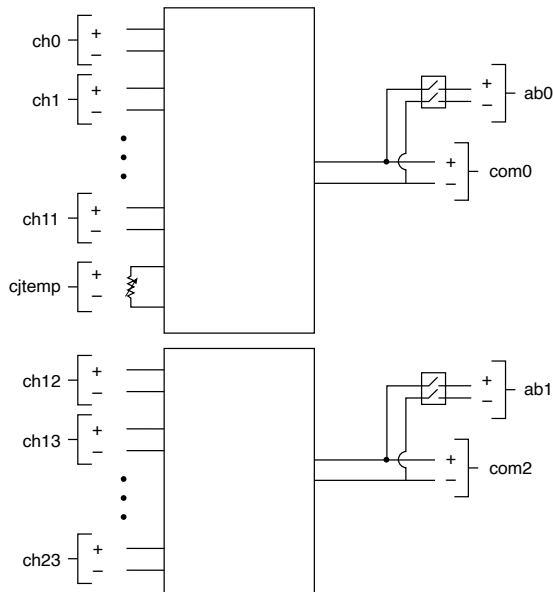 ch0
+
–
ch1
+
–
ch11
+
–
cjtemp
+
–
ab0
+
–
com0
+
–
ch12
+
–
ch13
+
–
ch23
+
–
ab1
+
–
com2
+
–